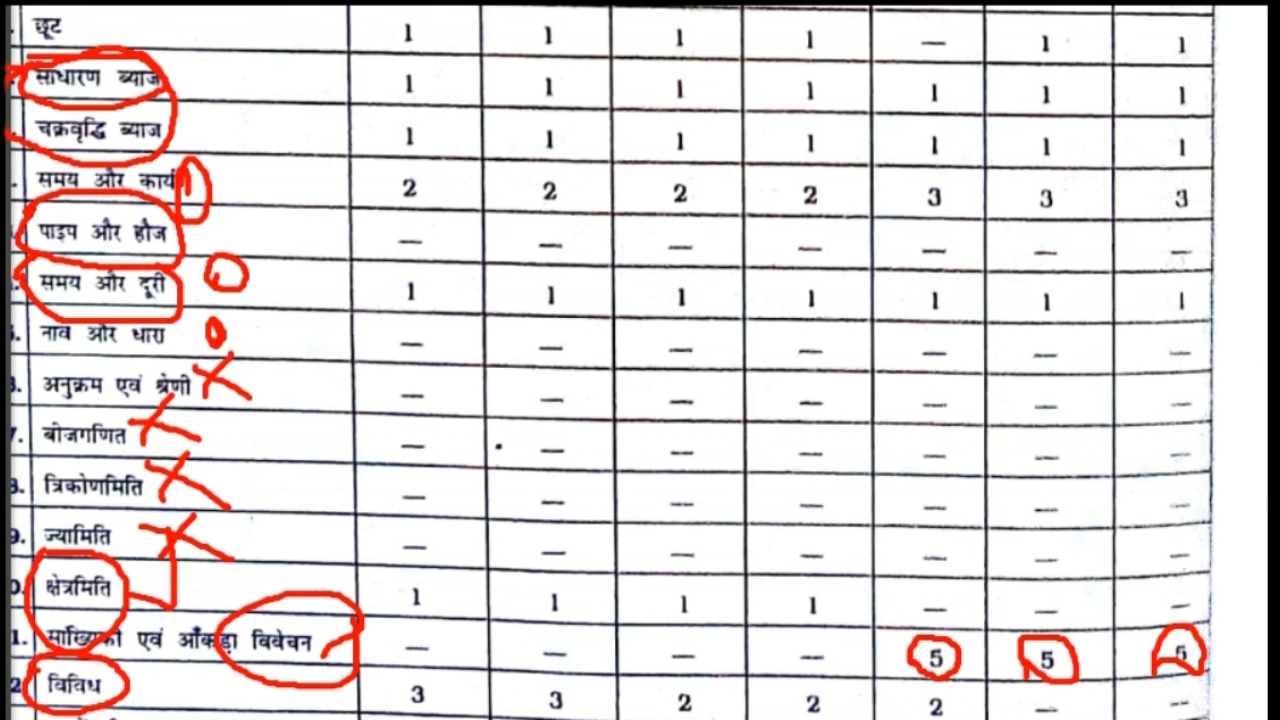 . छूट 1 1 1 1 — 1 1
साधारण ब्याज 1 1 1 1 1 1 1
. चक्रवृद्धि ब्याज 1 1 1 1 1 1 1
. समय और कार्य 2 2 2 2 3 3 3
पाइप और हौज — — — — — — —
. समय और दूरी 1 1 1 1 1 1 1
5. नाव और धारा — — — — — — —
3. अनुक्रम एवं श्रेणी — — — — — — —
7. बीजगणित — — — — — — —
8. त्रिकोणमिति — — — — — — —
9. ज्यामिति — — — — — — —
0. क्षेत्रमिति 1 1 1 1 — — —
1. सांख्यिकी एवं आँकड़ा विवेचन — — — — 5 5 5
2 विविध 3 3 2 2 2 — --